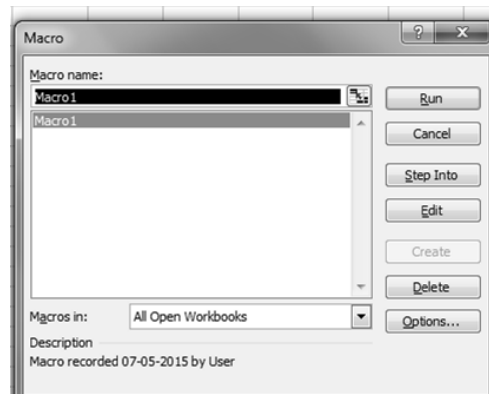 Macro
Macro name:
Macro1
Macro1
Run
Cancel
Step Into
Edit
Create
Delete
Options...
Macros in:
All Open Workbooks
Description
Macro recorded 07-05-2015 by User